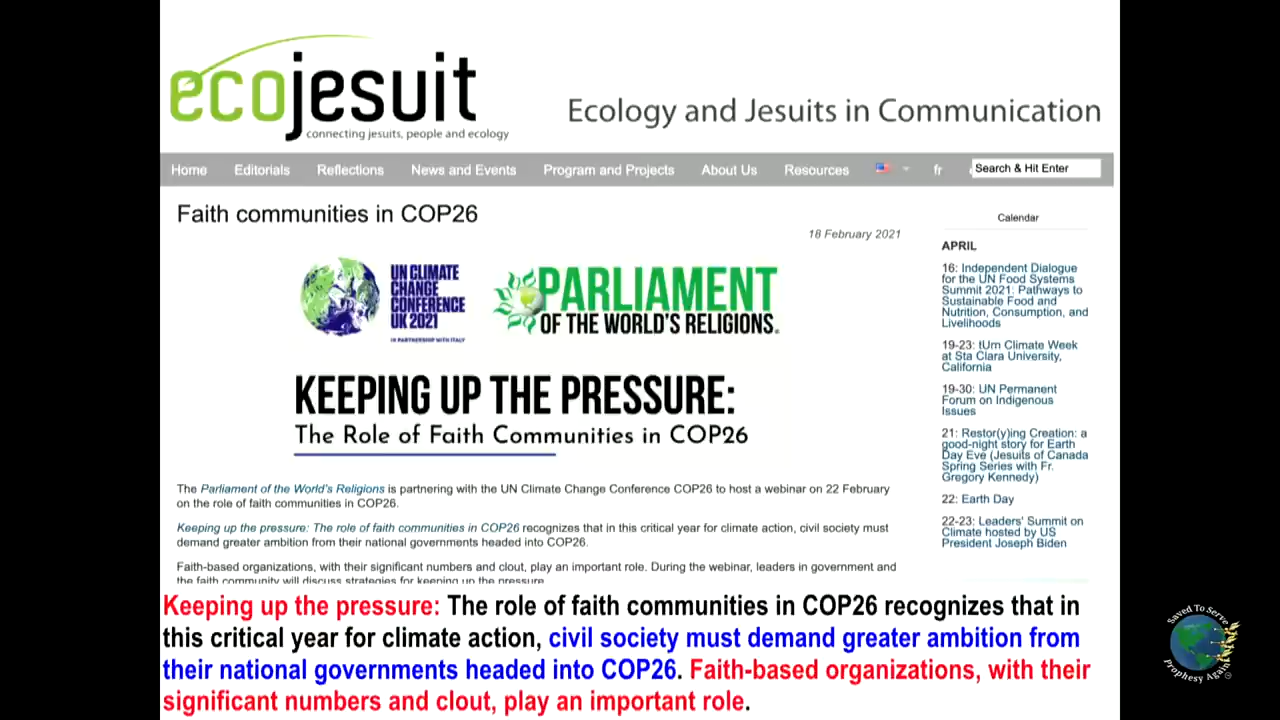 ecojesuit
connecting jesuits, people and ecology
Ecology and Jesuits in Communication
Home Editorials Reflections News and Events Program and Projects About Us Resources fr Search & Hit Enter
Faith communities in COP26
18 February 2021
UN CLIMATE
CHANGE
CONFERENCE
UK 2021
IN PARTNERSHIP WITH ITALY
PARLIAMENT
OF THE WORLD'S RELIGIONS.
KEEPING UP THE PRESSURE:
The Role of Faith Communities in COP26
The Parliament of the World's Religions is partnering with the UN Climate Change Conference COP26 to host a webinar on 22 February
on the role of faith communities in COP26.
Keeping up the pressure: The role of faith communities in COP26 recognizes that in this critical year for climate action, civil society must
demand greater ambition from their national governments headed into COP26.
Faith-based organizations, with their significant numbers and clout, play an important role. During the webinar, leaders in government and
the faith community will discuss strategies for keeping up the pressure
Calendar
APRIL
16: Independent Dialogue
for the UN Food Systems
Summit 2021: Pathways to
Sustainable Food and
Nutrition, Consumption, and
Livelihoods
19-23: tUrn Climate Week
at Sta Clara University,
California
19-30: UN Permanent
Forum on Indigenous
Issues
21: Restor(y)ing Creation: a
good-night story for Earth
Day Eve (Jesuits of Canada
Spring Series with Fr.
Gregory Kennedy)
22: Earth Day
22-23: Leaders' Summit on
Climate hosted by US
President Joseph Biden
Keeping up the pressure: The role of faith communities in COP26 recognizes that in
this critical year for climate action, civil society must demand greater ambition from
their national governments headed into COP26. Faith-based organizations, with their
significant numbers and clout, play an important role.
Saved To Serve
Prophesy Again